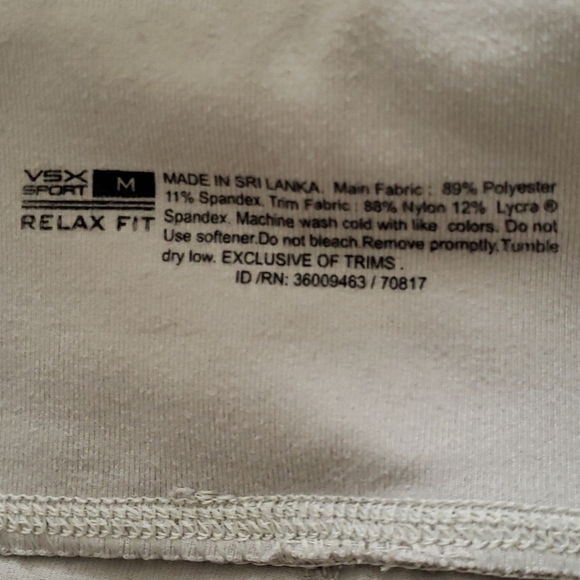 VSX
SPORT
M
RELAX FIT
MADE IN SRI LANKA. Main Fabric : 89% Polyester
11% Spandex. Trim Fabric : 88% Nylon 12% Lycra ®
Spandex. Machine wash cold with like colors. Do not
Use softener.Do not bleach.Remove promptly.Tumble
dry low. EXCLUSIVE OF TRIMS .
ID /RN: 36009463 / 70817